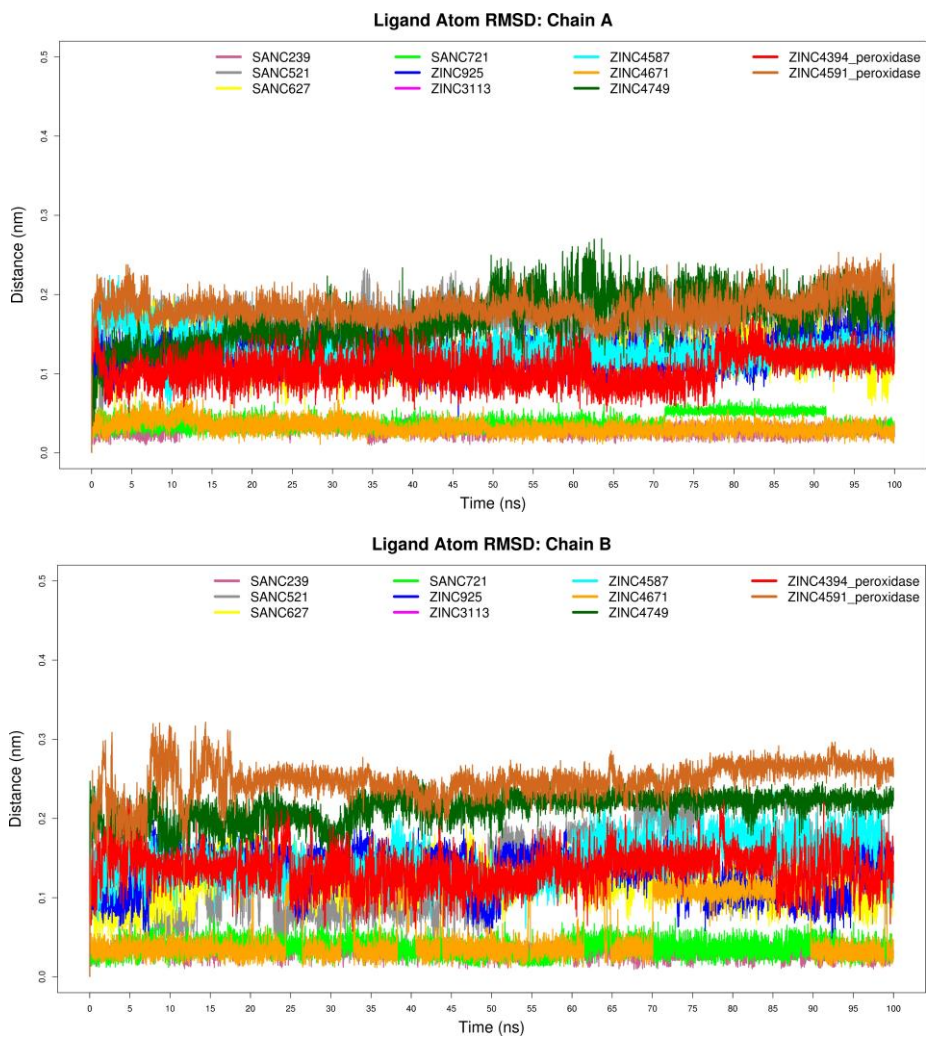 Ligand Atom RMSD: Chain A
SANC239 SANC721 ZINC4587 ZINC4394_peroxidase
SANC521 ZINC925 ZINC4671 ZINC4591_peroxidase
SANC627 ZINC3113 ZINC4749
0.5
0.4
0.3
0.2
0.1
0.0
Distance (nm)
0 5 10 15 20 25 30 35 40 45 50 55 60 65 70 75 80 85 90 95 100
Time (ns)
Ligand Atom RMSD: Chain B
SANC239 SANC721 ZINC4587 ZINC4394_peroxidase
SANC521 ZINC925 ZINC4671 ZINC4591_peroxidase
SANC627 ZINC3113 ZINC4749
0.5
0.4
0.3
0.2
0.1
0.0
Distance (nm)
0 5 10 15 20 25 30 35 40 45 50 55 60 65 70 75 80 85 90 95 100
Time (ns)